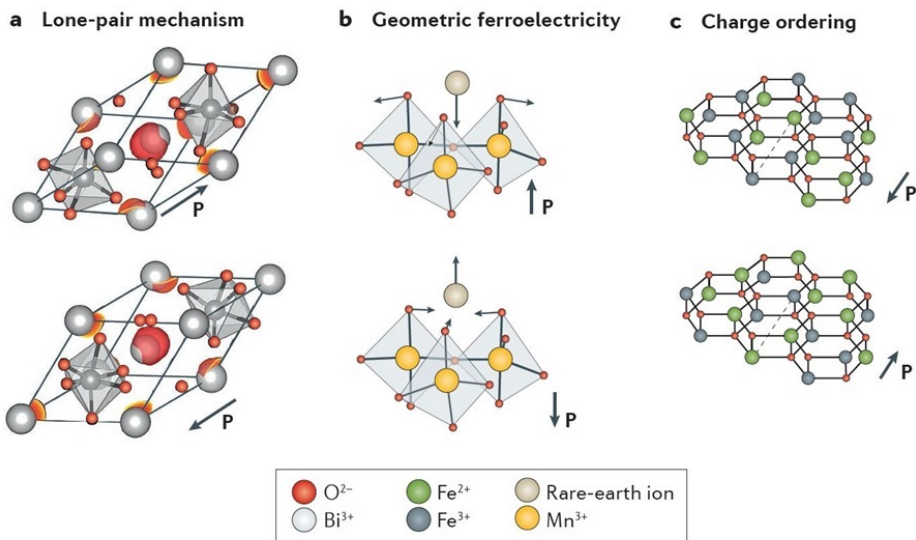 a Lone-pair mechanism
b Geometric ferroelectricity
c Charge ordering
P
P
P
P
P
P
O²⁻
Fe²⁺
Rare-earth ion
Bi³⁺
Fe³⁺
Mn³⁺